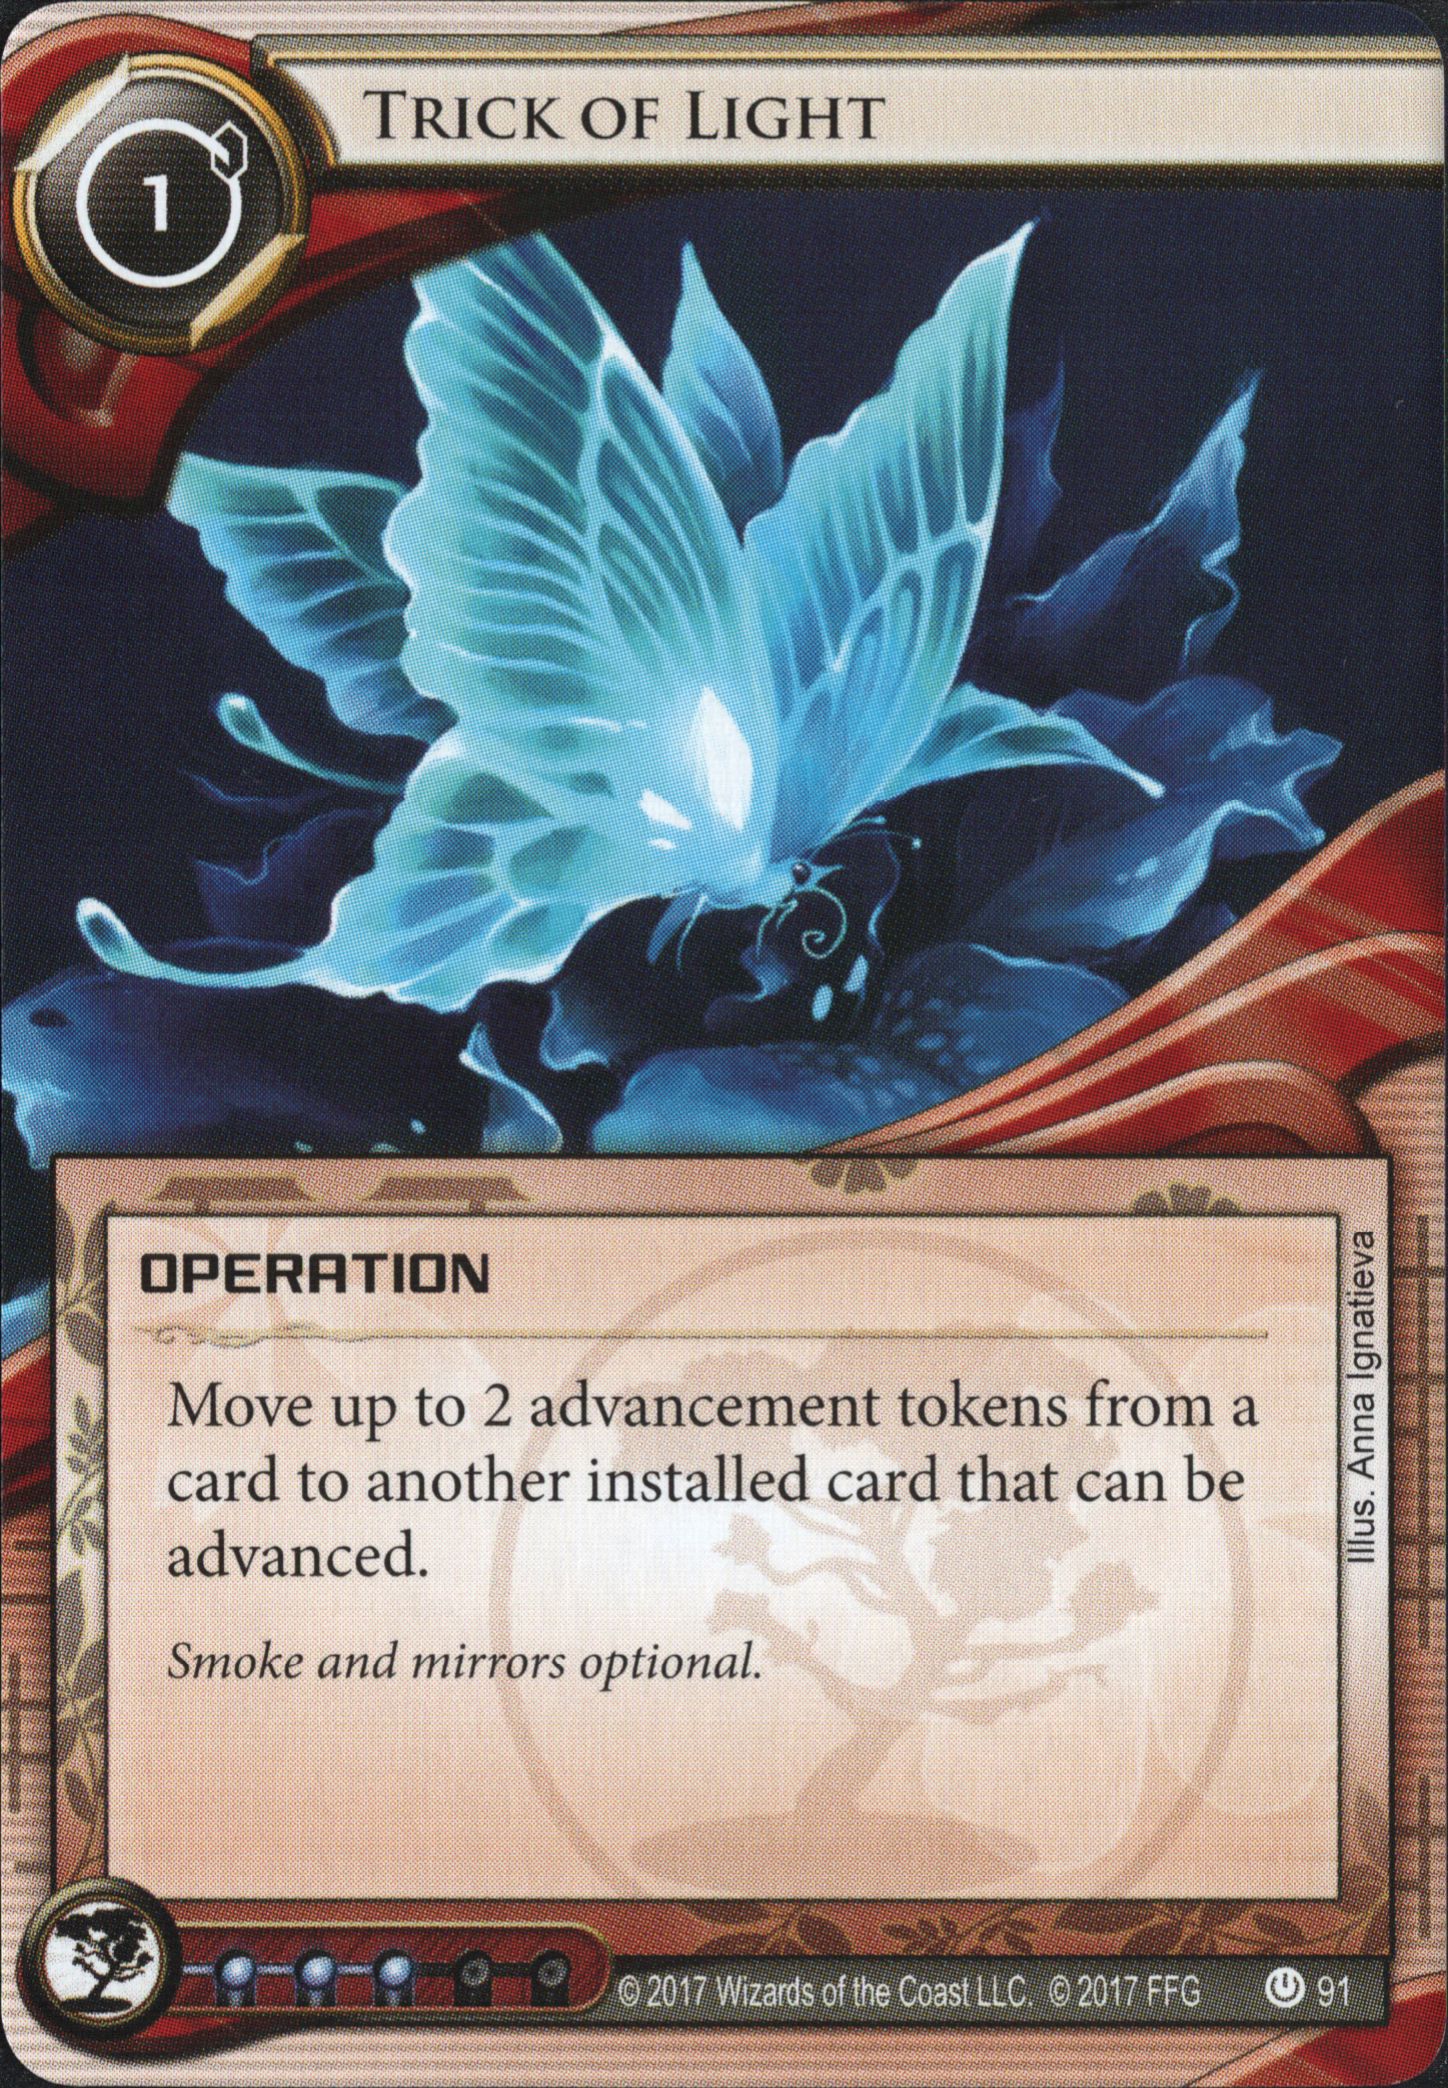 1
TRICK OF LIGHT
OPERATION
Move up to 2 advancement tokens from a
card to another installed card that can be
advanced.
Smoke and mirrors optional.
Illus. Anna Ignatieva
© 2017 Wizards of the Coast LLC. © 2017 FFG
91